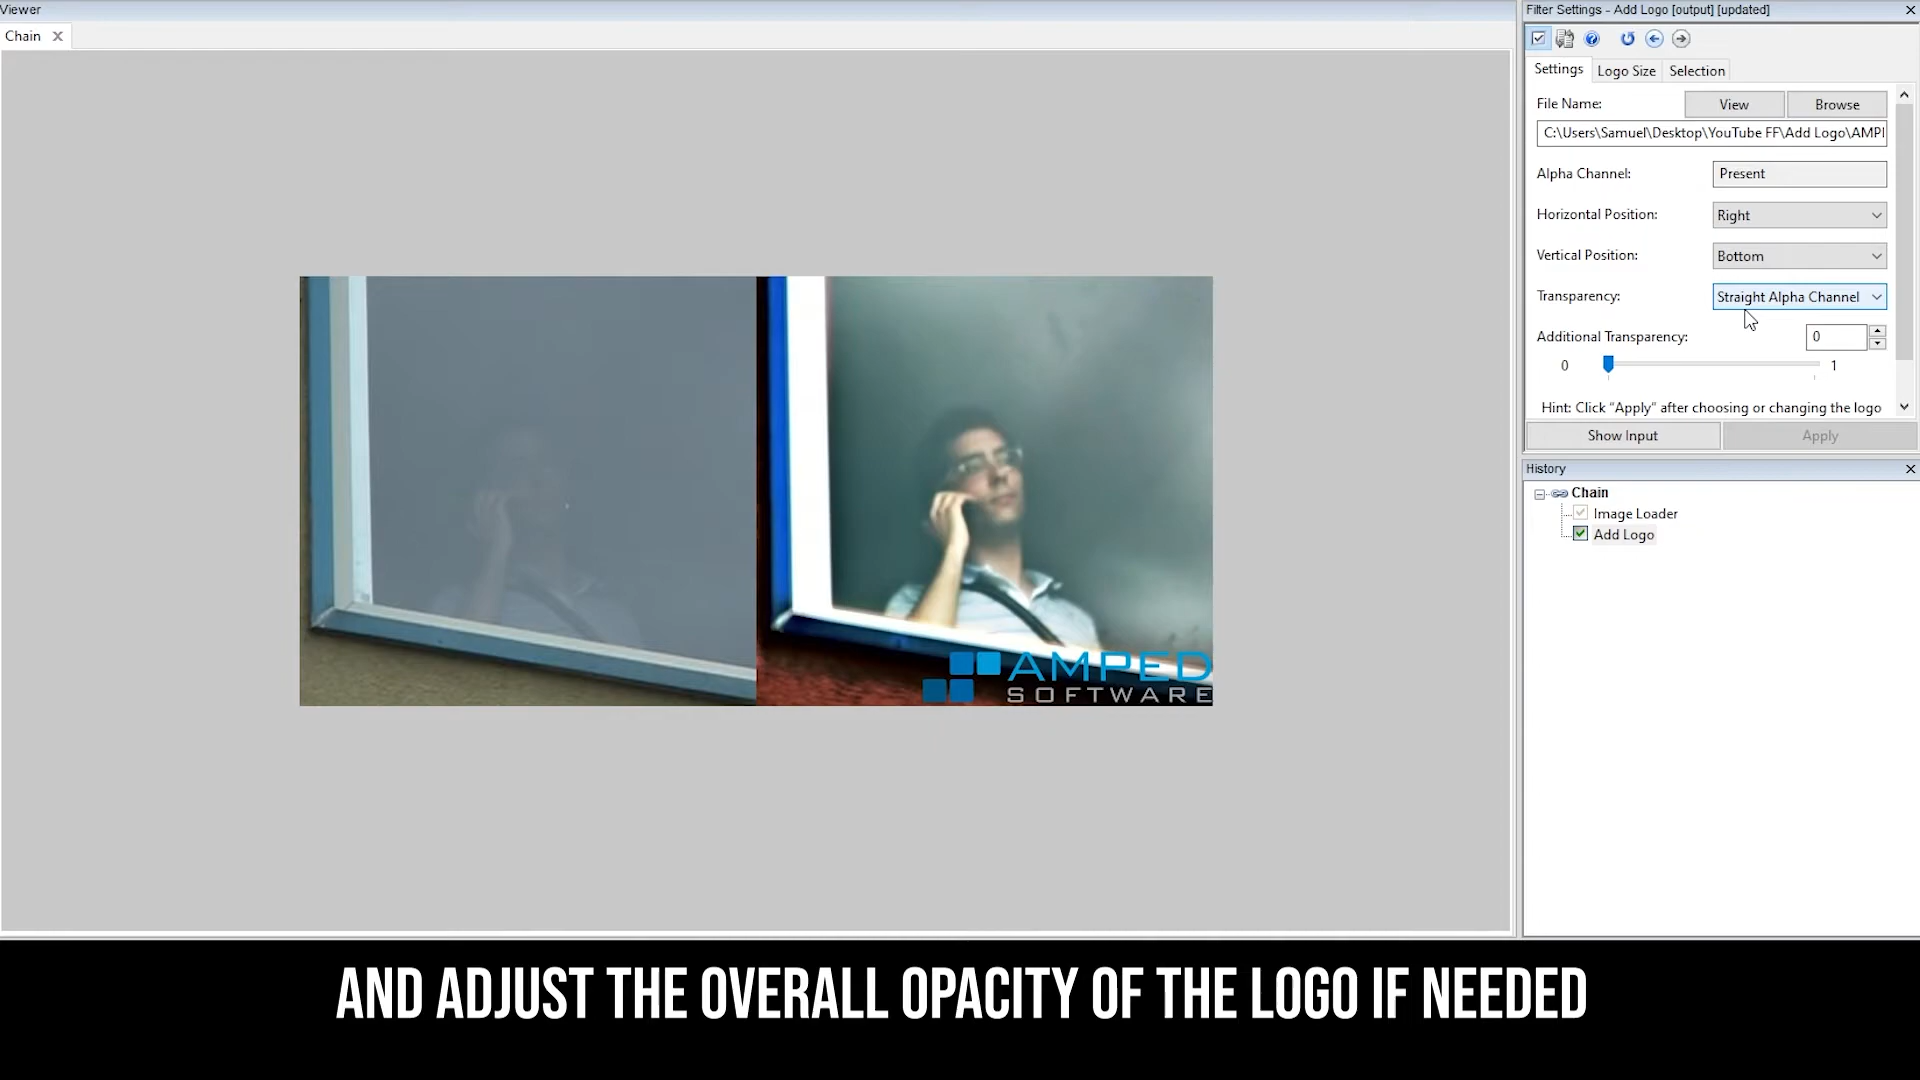 Viewer
Chain
AMPED
SOFTWARE
Filter Settings - Add Logo [output] [updated]
Settings Logo Size Selection
File Name: View Browse
C:\Users\Samuel\Desktop\YouTube FF\Add Logo\AMPI
Alpha Channel: Present
Horizontal Position: Right
Vertical Position: Bottom
Transparency: Straight Alpha Channel
Additional Transparency: 0
0 1
Hint: Click "Apply" after choosing or changing the logo
Show Input Apply
History
Chain
Image Loader
Add Logo
AND ADJUST THE OVERALL OPACITY OF THE LOGO IF NEEDED